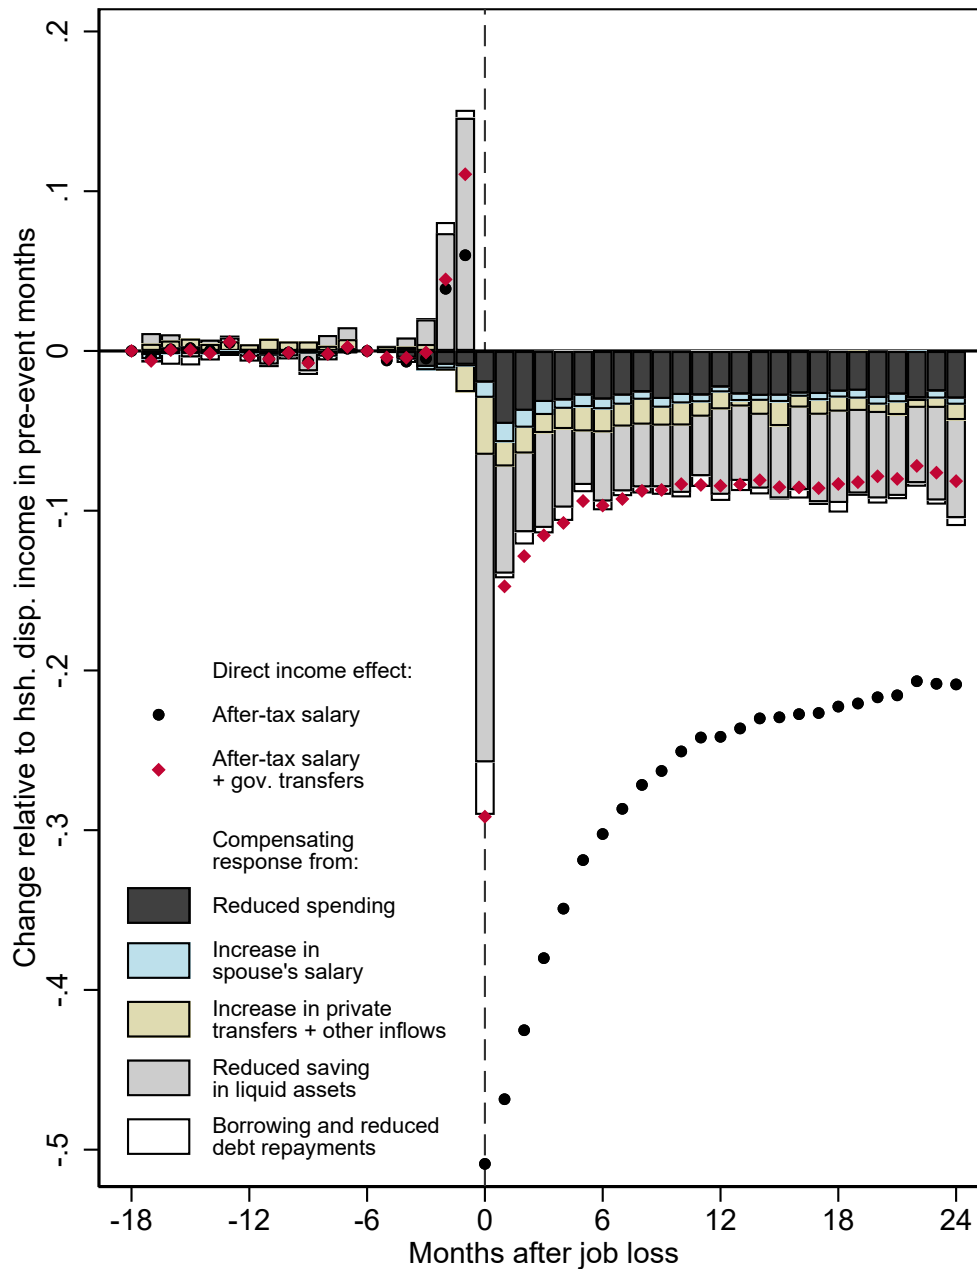 Change relative to hsh. disp. income in pre-event months
.2
.1
0
-.1
-.2
-.3
-.4
-.5
Direct income effect:
After-tax salary
After-tax salary
+ gov. transfers
Compensating
response from:
Reduced spending
Increase in
spouse's salary
Increase in private
transfers + other inflows
Reduced saving
in liquid assets
Borrowing and reduced
debt repayments
-18 -12 -6 0 6 12 18 24
Months after job loss